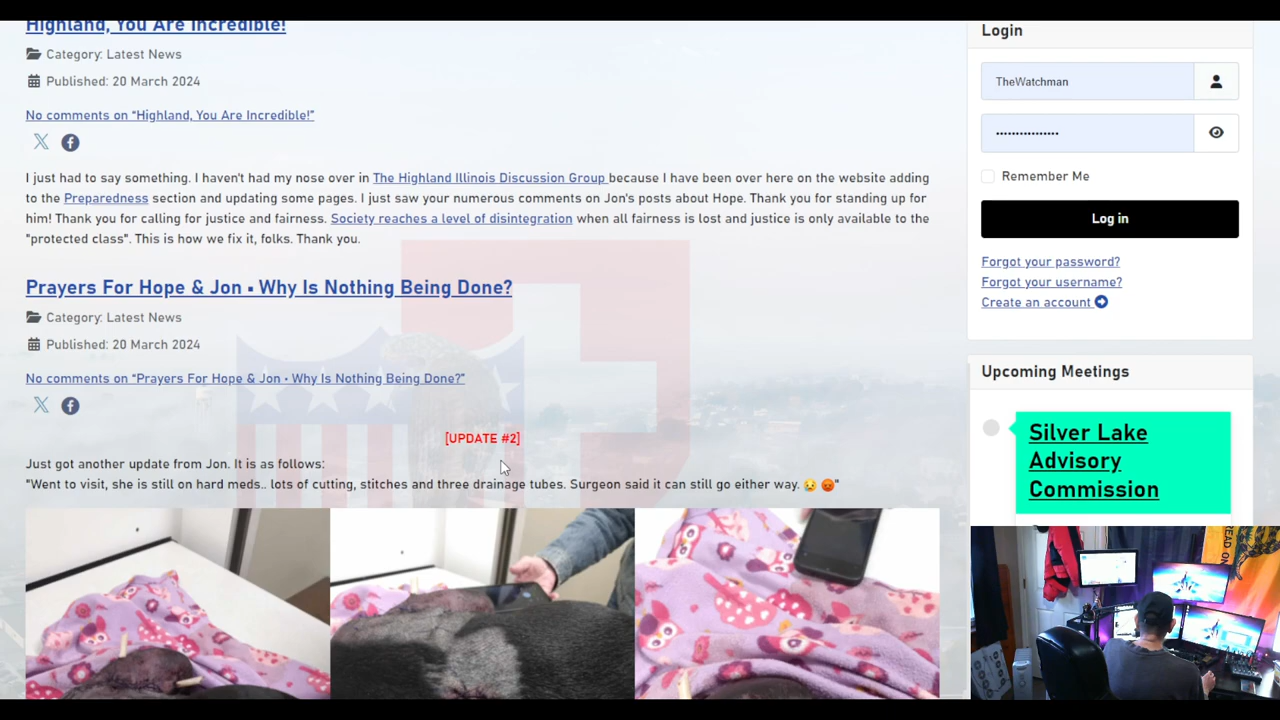 Highland, You Are Incredible!
Category: Latest News
Published: 20 March 2024
No comments on "Highland, You Are Incredible!"
I just had to say something. I haven't had my nose over in The Highland Illinois Discussion Group because I have been over here on the website adding
to the Preparedness section and updating some pages. I just saw your numerous comments on Jon's posts about Hope. Thank you for standing up for
him! Thank you for calling for justice and fairness. Society reaches a level of disintegration when all fairness is lost and justice is only available to the
"protected class". This is how we fix it, folks. Thank you.
Prayers For Hope & Jon • Why Is Nothing Being Done?
Category: Latest News
Published: 20 March 2024
No comments on "Prayers For Hope & Jon • Why Is Nothing Being Done?"
[UPDATE #2]
Just got another update from Jon. It is as follows:
"Went to visit, she is still on hard meds.. lots of cutting, stitches and three drainage tubes. Surgeon said it can still go either way. 😥 😡"
Login
TheWatchman
••••••••••••••••
Remember Me
Log in
Forgot your password?
Forgot your username?
Create an account
Upcoming Meetings
Silver Lake
Advisory
Commission